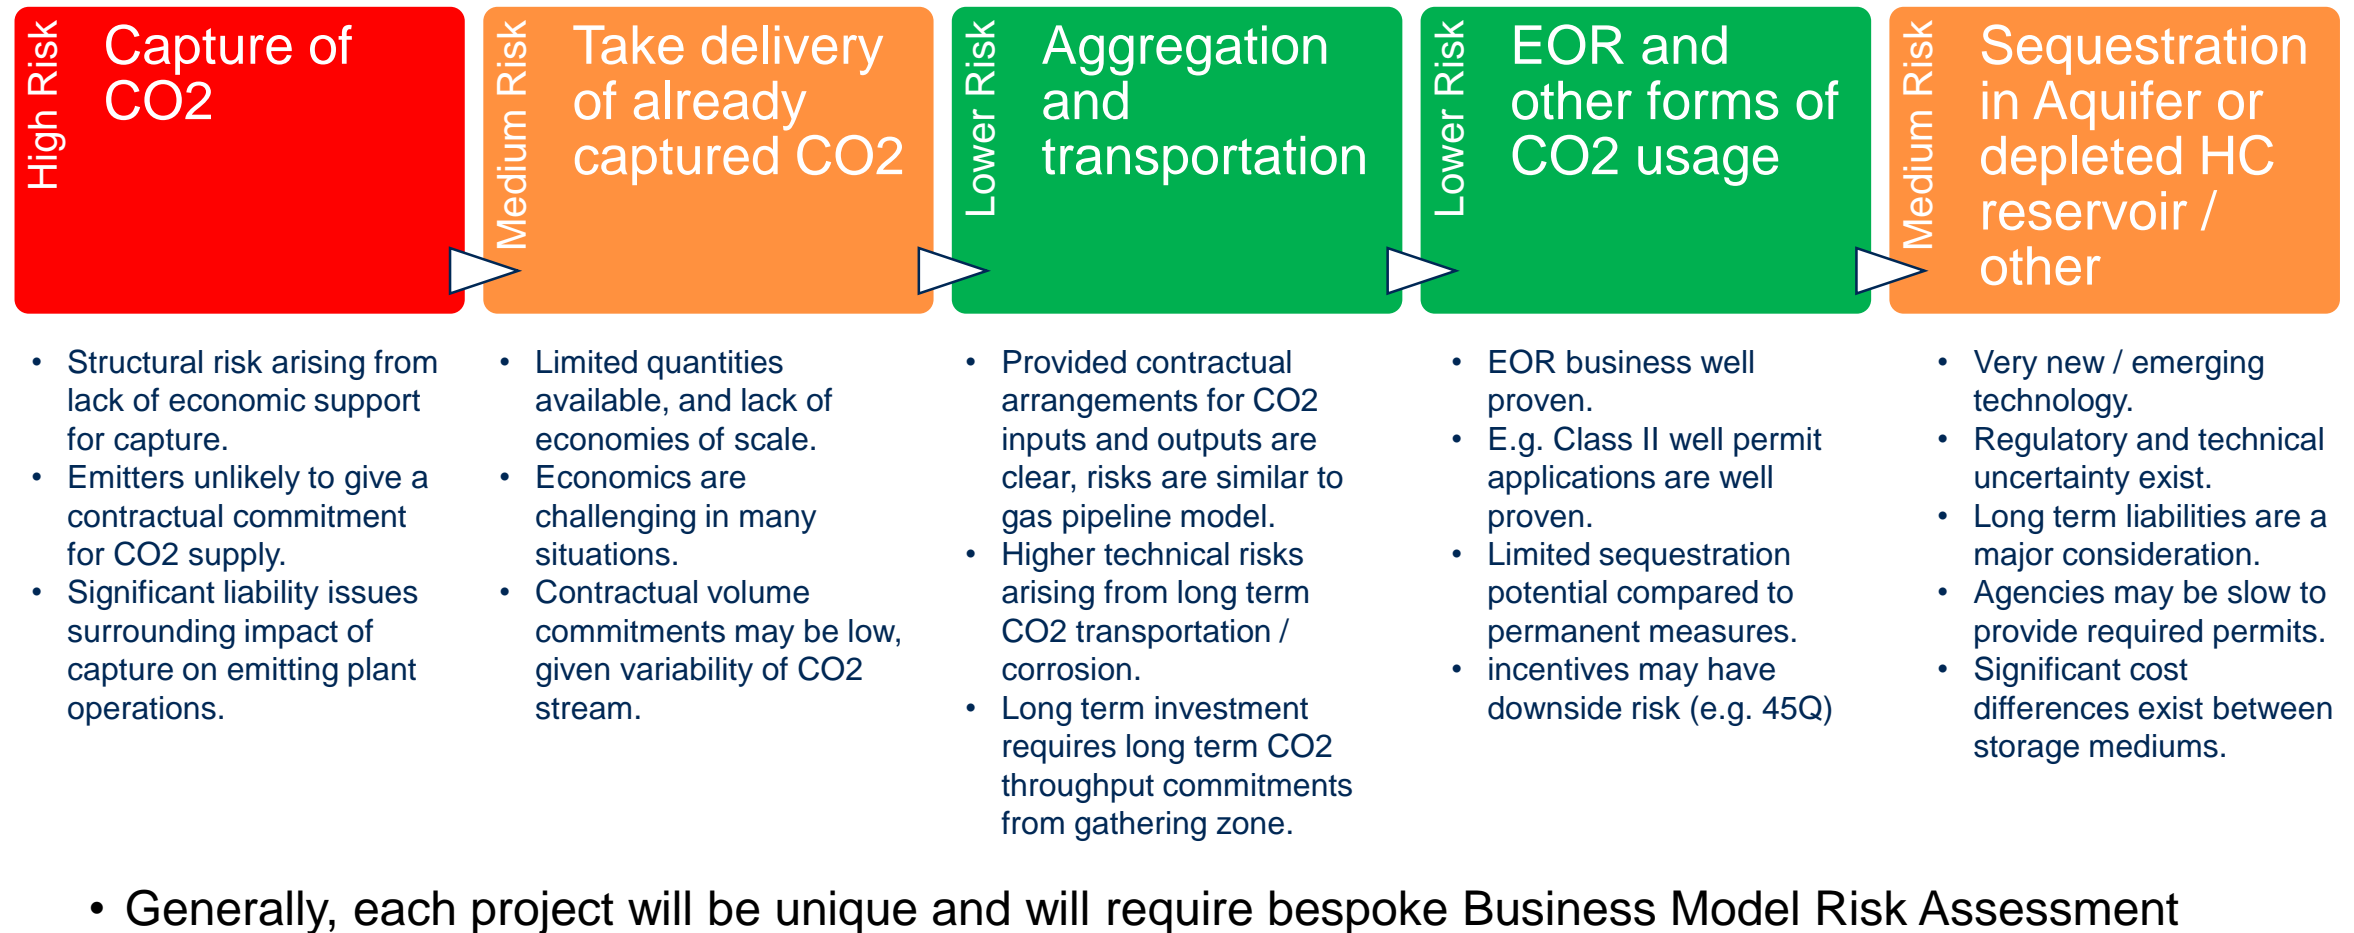 High Risk
Capture of
CO2
Medium Risk
Take delivery
of already
captured CO2
Lower Risk
Aggregation
and
transportation
Lower Risk
EOR and
other forms of
CO2 usage
Medium Risk
Sequestration
in Aquifer or
depleted HC
reservoir /
other
• Structural risk arising from
lack of economic support
for capture.
• Emitters unlikely to give a
contractual commitment
for CO2 supply.
• Significant liability issues
surrounding impact of
capture on emitting plant
operations.
• Limited quantities
available, and lack of
economies of scale.
• Economics are
challenging in many
situations.
• Contractual volume
commitments may be low,
given variability of CO2
stream.
• Provided contractual
arrangements for CO2
inputs and outputs are
clear, risks are similar to
gas pipeline model.
• Higher technical risks
arising from long term
CO2 transportation /
corrosion.
• Long term investment
requires long term CO2
throughput commitments
from gathering zone.
• EOR business well
proven.
• E.g. Class II well permit
applications are well
proven.
• Limited sequestration
potential compared to
permanent measures.
• incentives may have
downside risk (e.g. 45Q)
• Very new / emerging
technology.
• Regulatory and technical
uncertainty exist.
• Long term liabilities are a
major consideration.
• Agencies may be slow to
provide required permits.
• Significant cost
differences exist between
storage mediums.
• Generally, each project will be unique and will require bespoke Business Model Risk Assessment